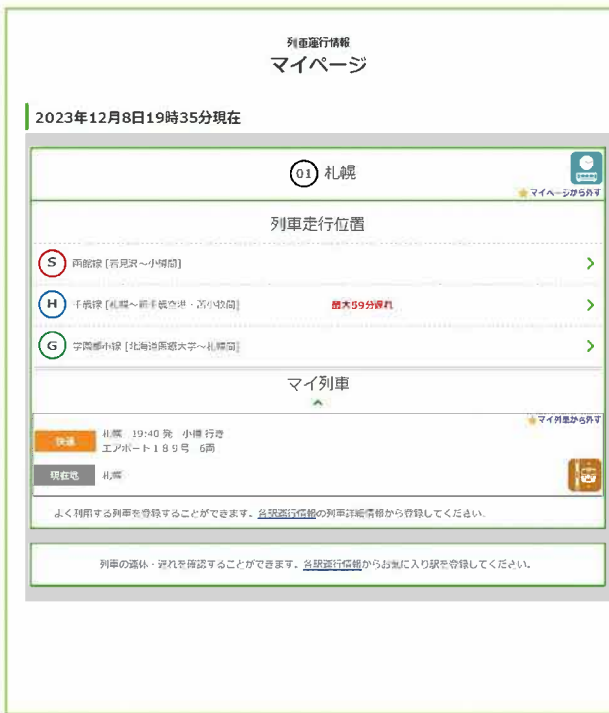 列車運行情報
マイページ
2023年12月8日19時35分現在
01 札幌
マイページから外す
列車走行位置
S 函館線 [岩見沢～小樽間]
H 千歳線 [札幌～新千歳空港・苫小牧間] 最大59分遅れ
G 学園都市線 [北海道医療大学～札幌間]
マイ列車
マイ列車から外す
快速 札幌 19:40 発 小樽 行き
エアポート１８９号 6両
現在地 札幌
よく利用する列車を登録することができます。各駅運行情報の列車詳細情報から登録してください。
列車の運休・遅れを確認することができます。各駅運行情報からお気に入り駅を登録してください。